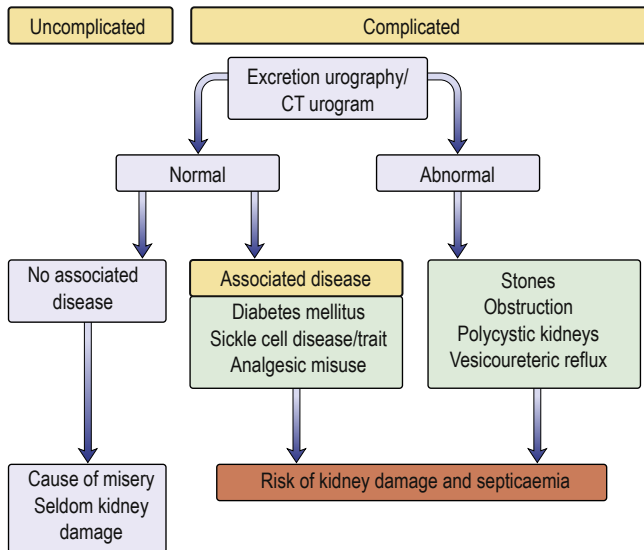 Uncomplicated
Complicated
Excretion urography/
CT urogram
Normal
Abnormal
No associated
disease
Associated disease
Diabetes mellitus
Sickle cell disease/trait
Analgesic misuse
Stones
Obstruction
Polycystic kidneys
Vesicoureteric reflux
Cause of misery
Seldom kidney
damage
Risk of kidney damage and septicaemia